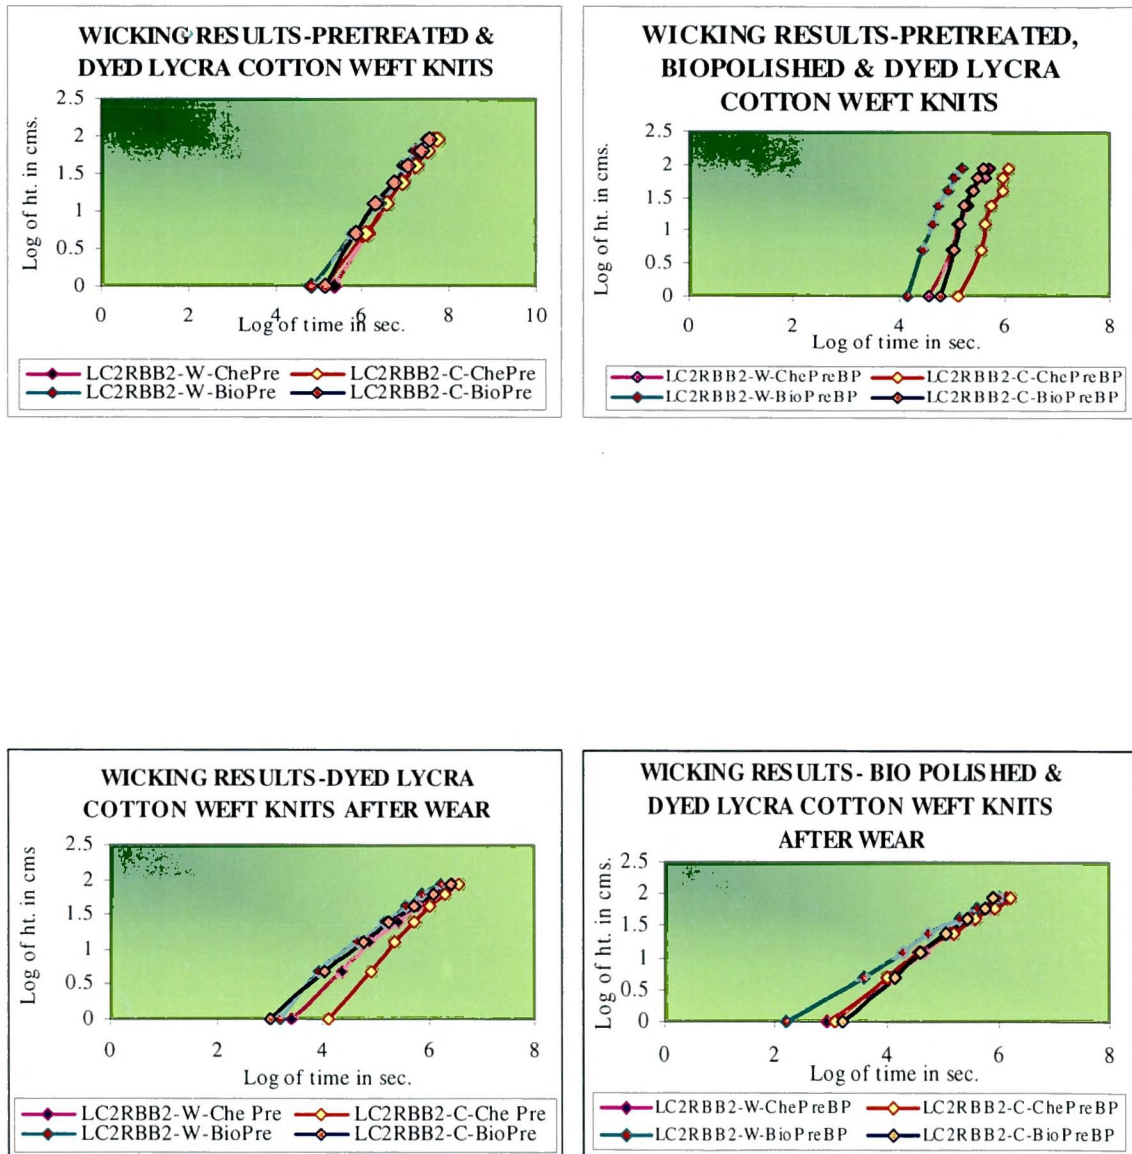 WICKING RESULTS-PRETREATED &
DYED LYCRA COTTON WEFT KNITS
2.5
2
1.5
1
0.5
0
Log of ht. in cms.
0 2 4 6 8 10
Log of time in sec.
LC2RBB2-W-ChePre LC2RBB2-C-ChePre
LC2RBB2-W-BioPre LC2RBB2-C-BioPre
WICKING RESULTS-PRETREATED,
BIOPOLISHED & DYED LYCRA
COTTON WEFT KNITS
2.5
2
1.5
1
0.5
0
Log of ht. in cms.
0 2 4 6 8
Log of time in sec.
LC2RBB2-W-ChePreBP LC2RBB2-C-ChePreBP
LC2RBB2-W-BioPreBP LC2RBB2-C-BioPreBP
WICKING RESULTS-DYED LYCRA
COTTON WEFT KNITS AFTER WEAR
2.5
2
1.5
1
0.5
0
Log of ht. in cms
0 2 4 6 8
Log of time in sec.
LC2RBB2-W-Che Pre LC2RBB2-C-Che Pre
LC2RBB2-W-BioPre LC2RBB2-C-BioPre
WICKING RESULTS - BIO POLISHED &
DYED LYCRA COTTON WEFT KNITS
AFTER WEAR
2.5
2
1.5
1
0.5
0
Log of ht. in cms.
0 2 4 6 8
Log of time in sec.
LC2RBB2-W-ChePreBP LC2RBB2-C-ChePreBP
LC2RBB2-W-BioPreBP LC2RBB2-C-BioPreBP